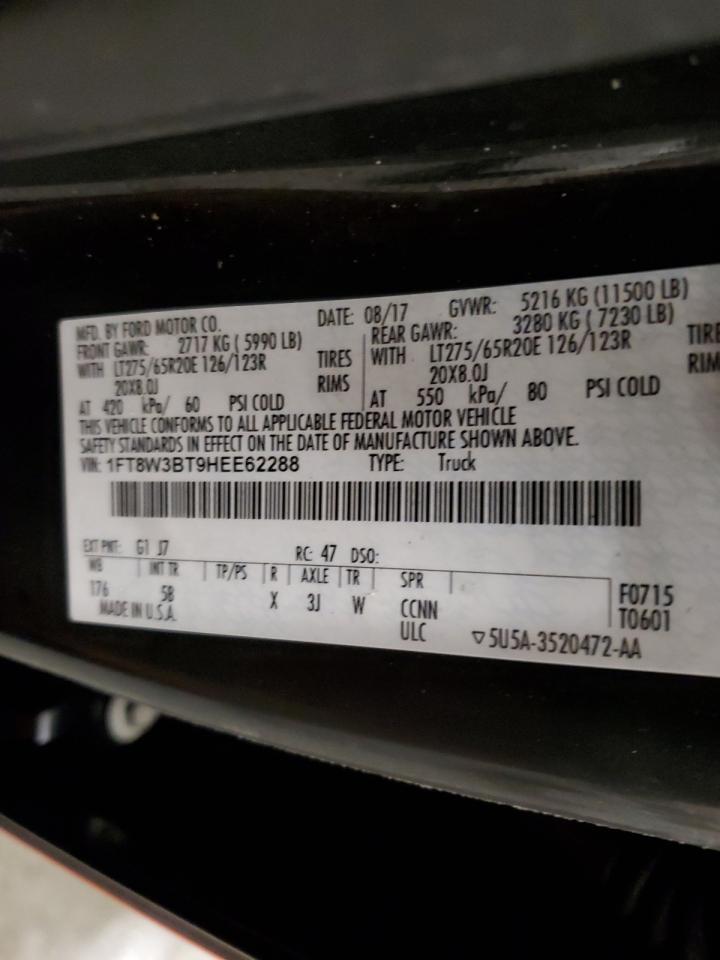 MFD. BY FORD MOTOR CO. DATE: 08/17 GVWR: 5216 KG (11500 LB)
FRONT GAWR: 2717 KG ( 5990 LB) REAR GAWR: 3280 KG ( 7230 LB)
WITH LT275/65R20E 126/123R TIRES WITH LT275/65R20E 126/123R TIRE
20X8.0J RIMS 20X8.0J RIM
AT 420 kPa/ 60 PSI COLD AT 550 kPa/ 80 PSI COLD
THIS VEHICLE CONFORMS TO ALL APPLICABLE FEDERAL MOTOR VEHICLE
SAFETY STANDARDS IN EFFECT ON THE DATE OF MANUFACTURE SHOWN ABOVE.
VIN: 1FT8W3BT9HEE62288 TYPE: Truck
EXT PNT: G1 J7 RC: 47 DSO:
WB INT TR TP/PS R AXLE TR SPR
176 5B X 3J W CCNN F0715
MADE IN U.S.A. ULC T0601
▽5U5A-3520472-AA